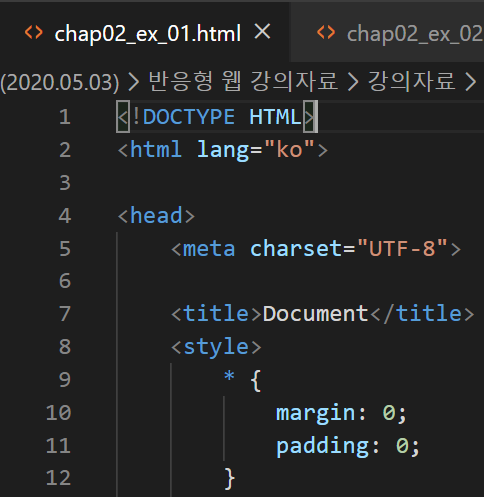 chap02_ex_01.html chap02_ex_02
(2020.05.03) > 반응형 웹 강의자료 > 강의자료 >
1 <!DOCTYPE HTML>
2 <html lang="ko">
3
4 <head>
5 <meta charset="UTF-8">
6
7 <title>Document</title>
8 <style>
9 * {
10 margin: 0;
11 padding: 0;
12 }